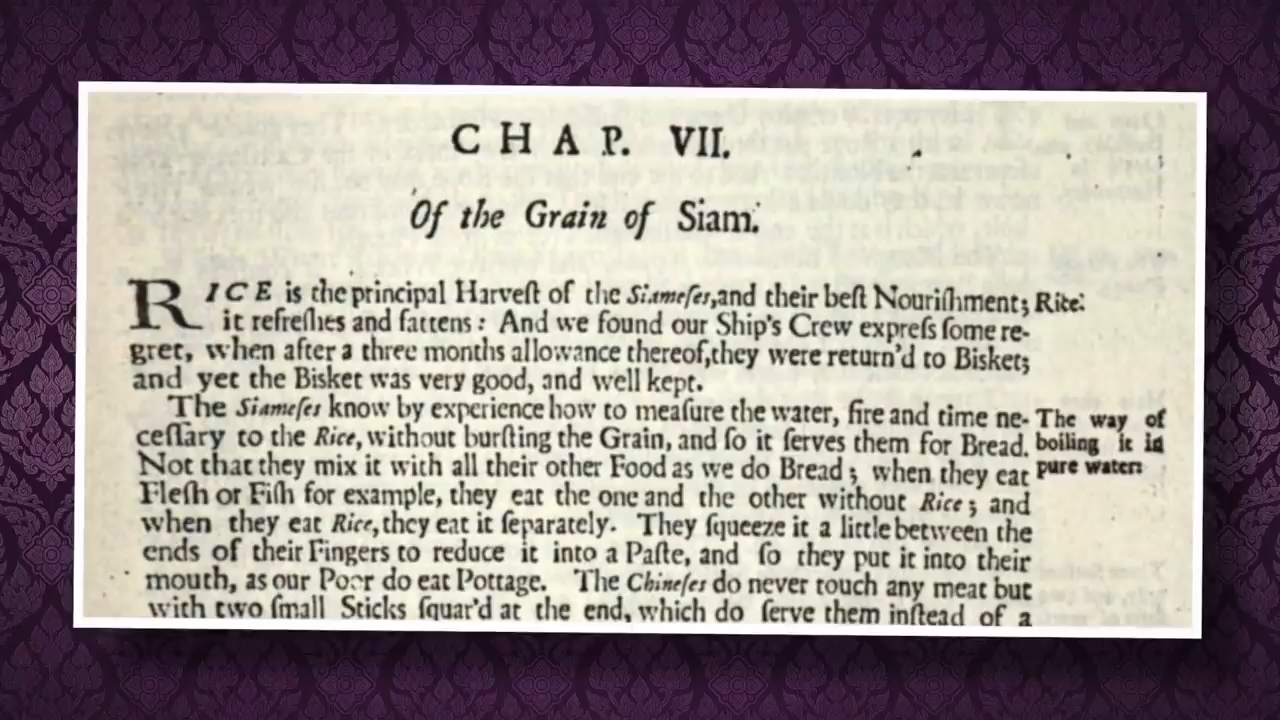 CHAP. VII.
Of the Grain of Siam.
RICE is the principal Harveſt of the Siameſes, and their beſt Nouriſhment; Rice.
it refreſhes and fattens: And we found our Ship's Crew expreſs ſome re-
gret, when after a three months allowance thereof, they were return'd to Bisket;
and yet the Bisket was very good, and well kept.
The Siameſes know by experience how to meaſure the water, fire and time ne- The way of
ceſſary to the Rice, without burſting the Grain, and ſo it ſerves them for Bread. boiling it in
Not that they mix it with all their other Food as we do Bread; when they eat pure water.
Fleſh or Fiſh for example, they eat the one and the other without Rice; and
when they eat Rice, they eat it ſeparately. They ſqueeze it a little between the
ends of their Fingers to reduce it into a Paſte, and ſo they put it into their
mouth, as our Poor do eat Pottage. The Chineſes do never touch any meat but
with two ſmall Sticks ſquar'd at the end, which do ſerve them inſtead of a